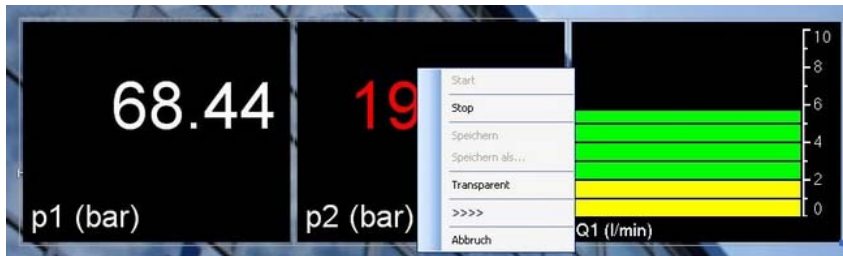 68.44
p1 (bar)
19
p2 (bar)
Start
Stop
Speichern
Speichern als...
Transparent
>>>>
Abbruch
10
8
6
4
2
0
Q1 (l/min)